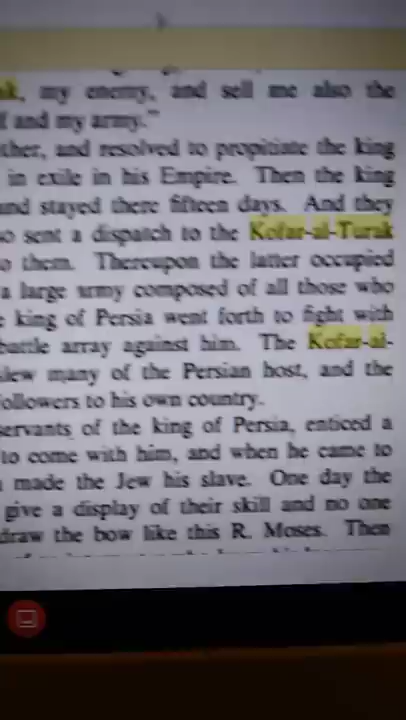 , my enemy, and sell me also the
and my army."
ther, and resolved to propitiate the king
in exile in his Empire. Then the king
and stayed there fifteen days. And they
so sent a dispatch to the Kofar-al-Turak
o them. Thereupon the latter occupied
a large army composed of all those who
e king of Persia went forth to fight with
battle array against him. The Kofar-al-
slew many of the Persian host, and the
followers to his own country.
servants of the king of Persia, enticed a
to come with him, and when he came to
made the Jew his slave. One day the
give a display of their skill and no one
draw the bow like this R. Moses. Then